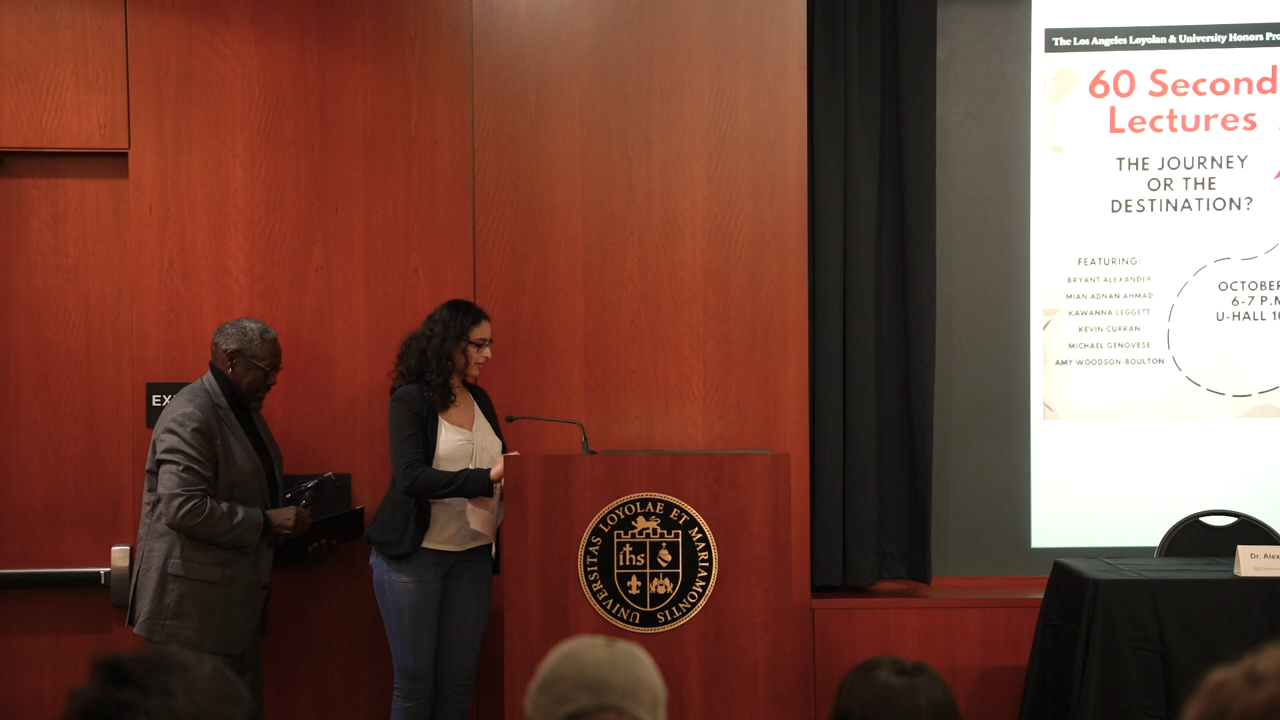 The Los Angeles Loyolan & University Honors
60 Second
Lectures
THE JOURNEY
OR THE
DESTINATION?
FEATURING:
BRYANT ALEXANDER
MIAN ADNAN AHMAD
KAWANNA LEGGETT
KEVIN CURRAN
MICHAEL GENOVESE
AMY WOODSON-BOULTON
OCTOBER
6-7 P.M
U-HALL 10
EX
UNIVERSITAS LOYOLAE ET MARIAMONTIS
ihs
Dr. Alex